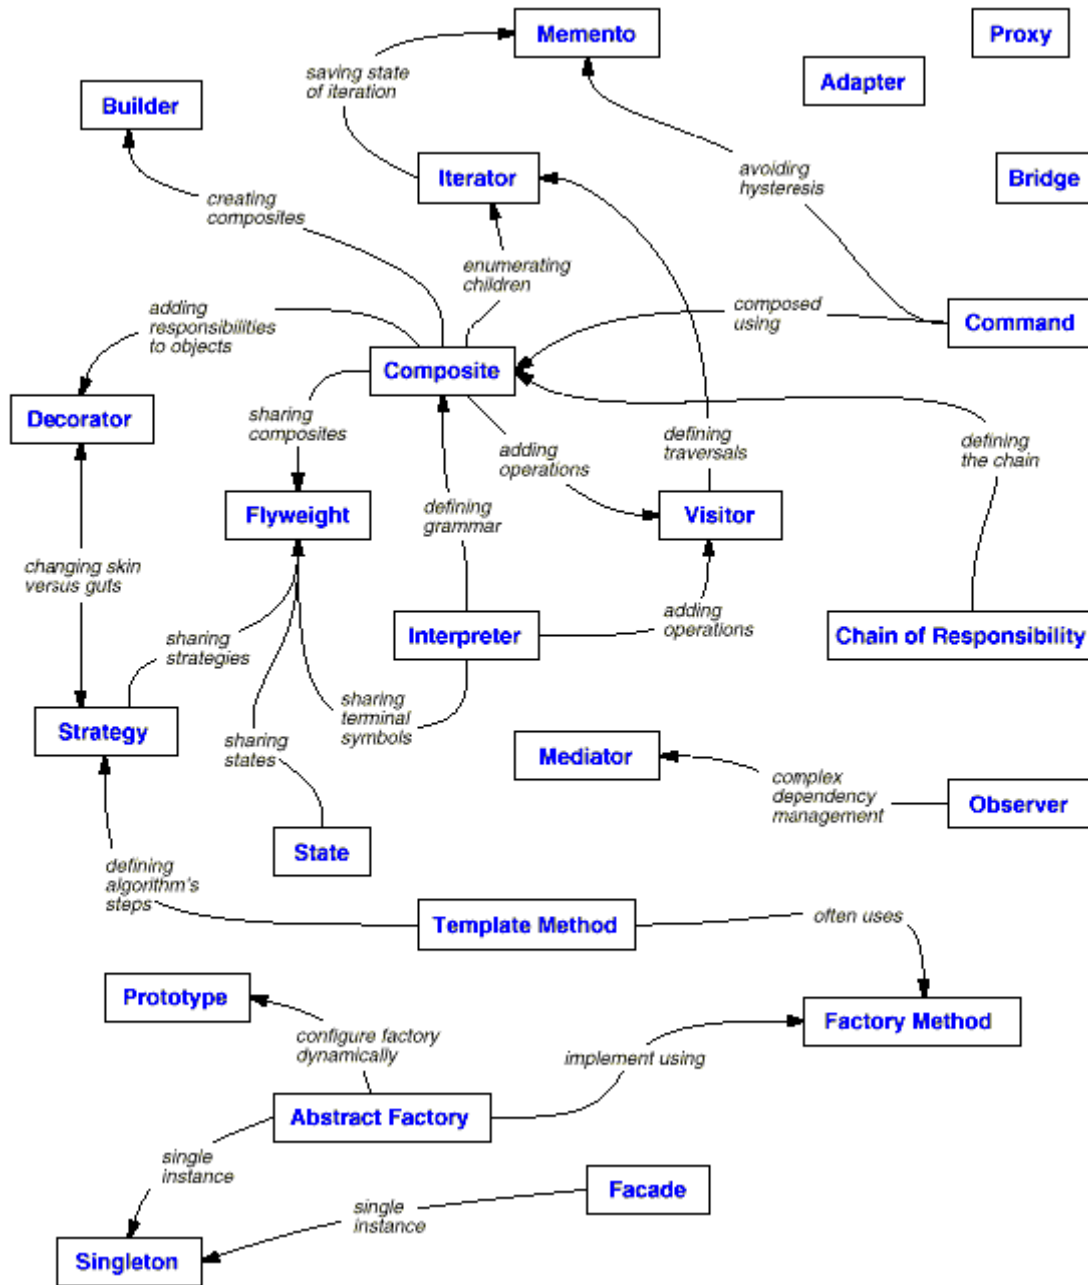 Memento
Proxy
saving state
of iteration
Adapter
Builder
avoiding
hysteresis
Iterator
Bridge
creating
composites
enumerating
children
adding
responsibilities
to objects
composed
using
Command
Composite
Decorator
sharing
composites
adding
operations
defining
traversals
defining
the chain
Flyweight
defining
grammar
Visitor
changing skin
versus guts
sharing
strategies
Interpreter
adding
operations
Chain of Responsibility
Strategy
sharing
states
sharing
terminal
symbols
Mediator
complex
dependency
management
Observer
State
defining
algorithm's
steps
Template Method
often uses
Prototype
configure factory
dynamically
implement using
Factory Method
Abstract Factory
single
instance
Facade
single
instance
Singleton